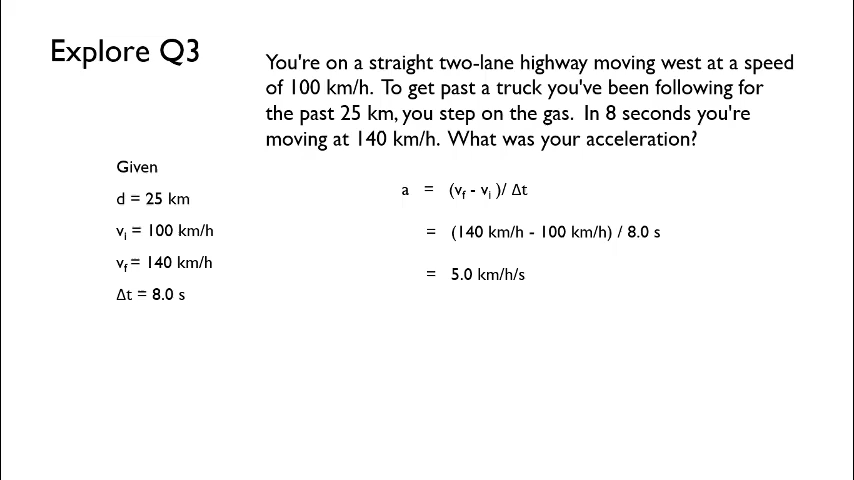 Explore Q3
You're on a straight two-lane highway moving west at a speed
of 100 km/h. To get past a truck you've been following for
the past 25 km, you step on the gas. In 8 seconds you're
moving at 140 km/h. What was your acceleration?
Given
d = 25 km
vᵢ = 100 km/h
v_f = 140 km/h
Δt = 8.0 s
a = (v_f - vᵢ )/ Δt
= (140 km/h - 100 km/h) / 8.0 s
= 5.0 km/h/s